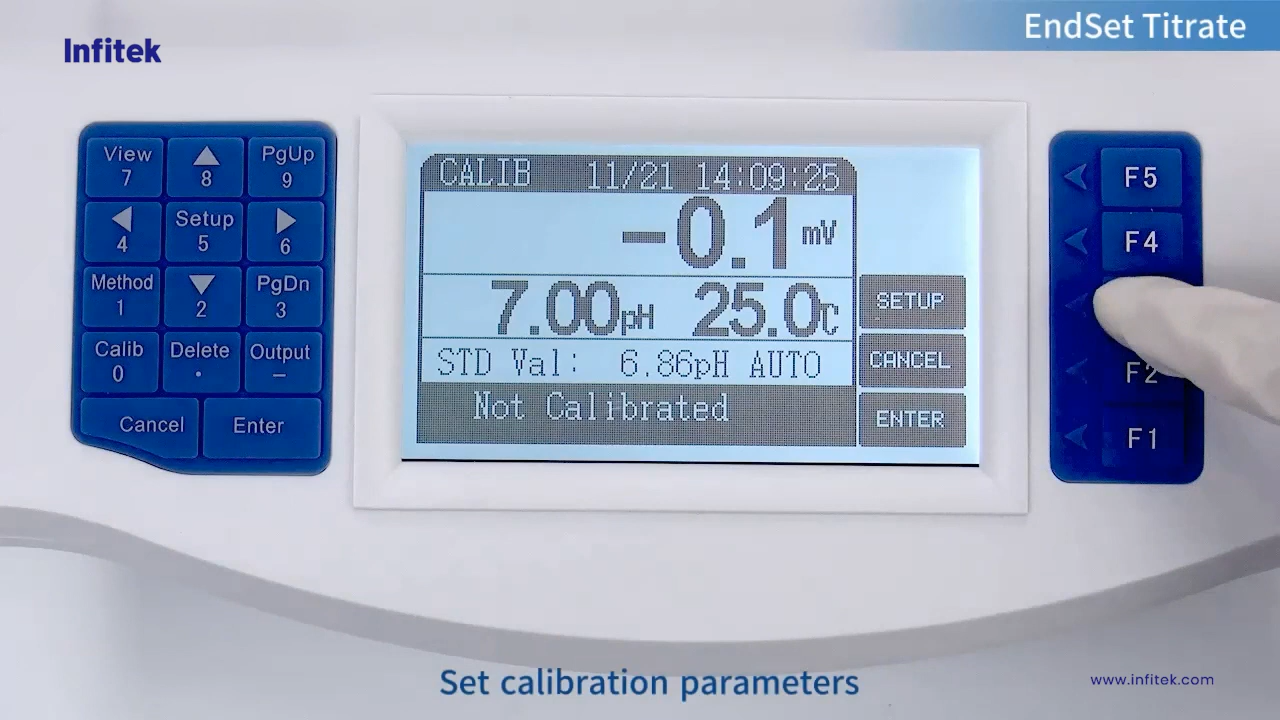 EndSet Titrate
Infitek
View
7
8
PgUp
9
4
Setup
5
6
Method
1
2
PgDn
3
Calib
0
Delete
.
Output
–
Cancel
Enter
CALIB 11/21 14:09:25
-0.1 mV
7.00pH 25.0℃
STD Val: 6.86pH AUTO
Not Calibrated
SETUP
CANCEL
ENTER
F5
F4
F2
F1
Set calibration parameters
www.infitek.com